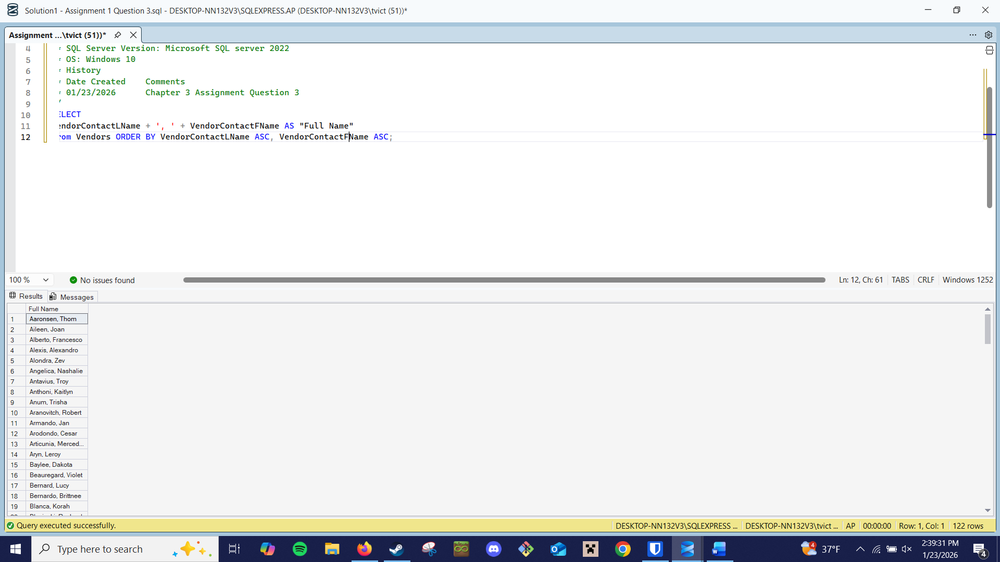 Solution1 - Assignment 1 Question 3.sql - DESKTOP-NN132V3\SQLEXPRESS.AP (DESKTOP-NN132V3\tvict (51))*
Assignment ...\tvict (51))*
4 * SQL Server Version: Microsoft SQL server 2022
5 * OS: Windows 10
6 * History
7 * Date Created    Comments
8 * 01/23/2026      Chapter 3 Assignment Question 3
9 /
10 ELECT
11 endorContactLName + ', ' + VendorContactFName AS "Full Name"
12 rom Vendors ORDER BY VendorContactLName ASC, VendorContactFName ASC;
100 % No issues found Ln: 12, Ch: 61 TABS CRLF Windows 1252
Results Messages
Full Name
1 Aaronsen, Thom
2 Aileen, Joan
3 Alberto, Francesco
4 Alexis, Alexandro
5 Alondra, Zev
6 Angelica, Nashalie
7 Antavius, Troy
8 Anthoni, Kaitlyn
9 Anum, Trisha
10 Aranovitch, Robert
11 Armando, Jan
12 Arodondo, Cesar
13 Articunia, Merced...
14 Aryn, Leroy
15 Baylee, Dakota
16 Beauregard, Violet
17 Bernard, Lucy
18 Bernardo, Brittnee
19 Blanca, Korah
Query executed successfully. DESKTOP-NN132V3\SQLEXPRESS ... DESKTOP-NN132V3\tvict ... AP 00:00:00 Row: 1, Col: 1 122 rows
Type here to search
4 37°F
2:39:31 PM
1/23/2026
4